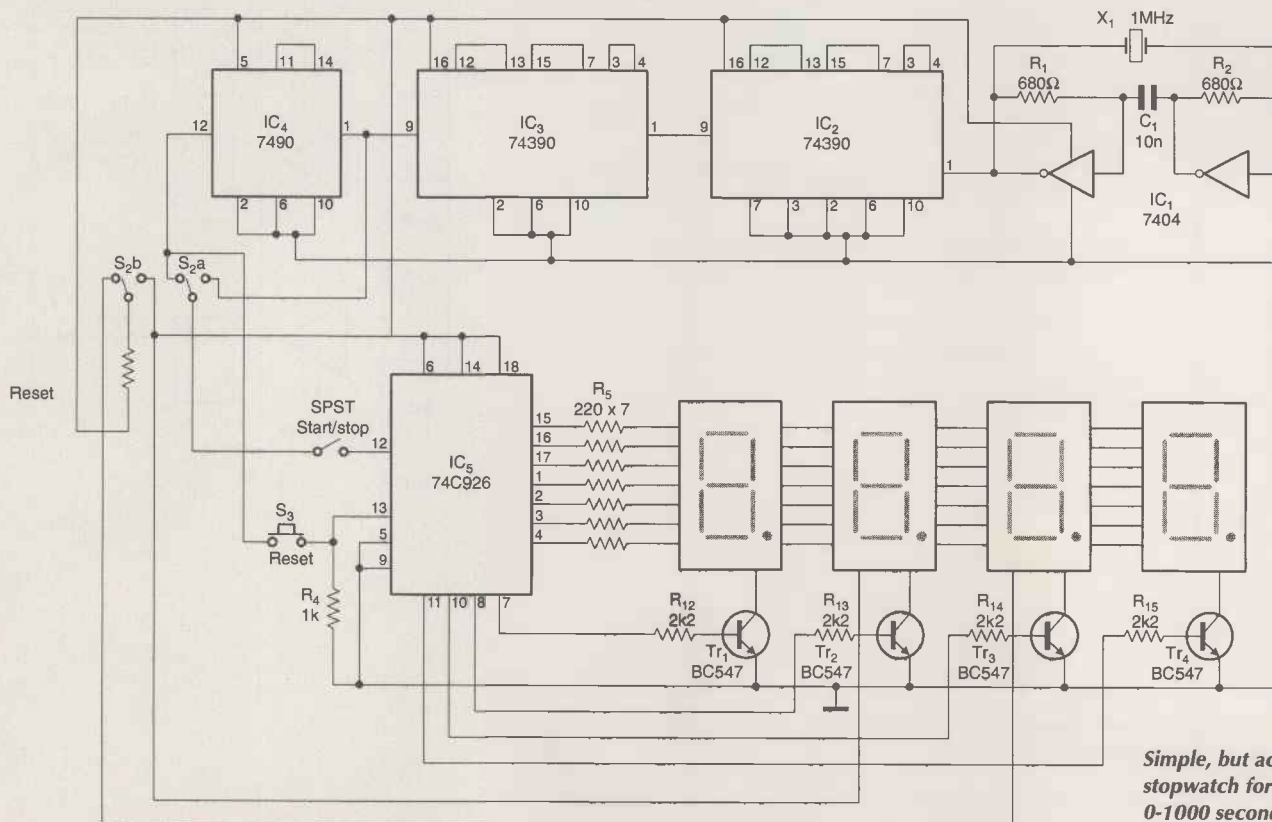 X₁ 1MHz
5 11 14
16 12 13 15 7 3 4
16 12 13 15 7 3 4
R₁
680Ω
R₂
680Ω
C₁
10n
12
IC₄
7490
1
9
IC₃
74390
1
9
IC₂
74390
1
IC₁
7404
2 6 10
2 6 10
7 3 2 6 10
S₂b S₂a
Reset
6 14 18
SPST
Start/stop
12
IC₅
74C926
15
16
17
1
2
3
4
R₅
220 x 7
S₃
Reset
13
5
9
R₄
1k
11 10 8 7
R₁₂
2k2
Tr₁
BC547
R₁₃
2k2
Tr₂
BC547
R₁₄
2k2
Tr₃
BC547
R₁₅
2k2
Tr₄
BC547
Simple, but
stopwatch for
0-1000